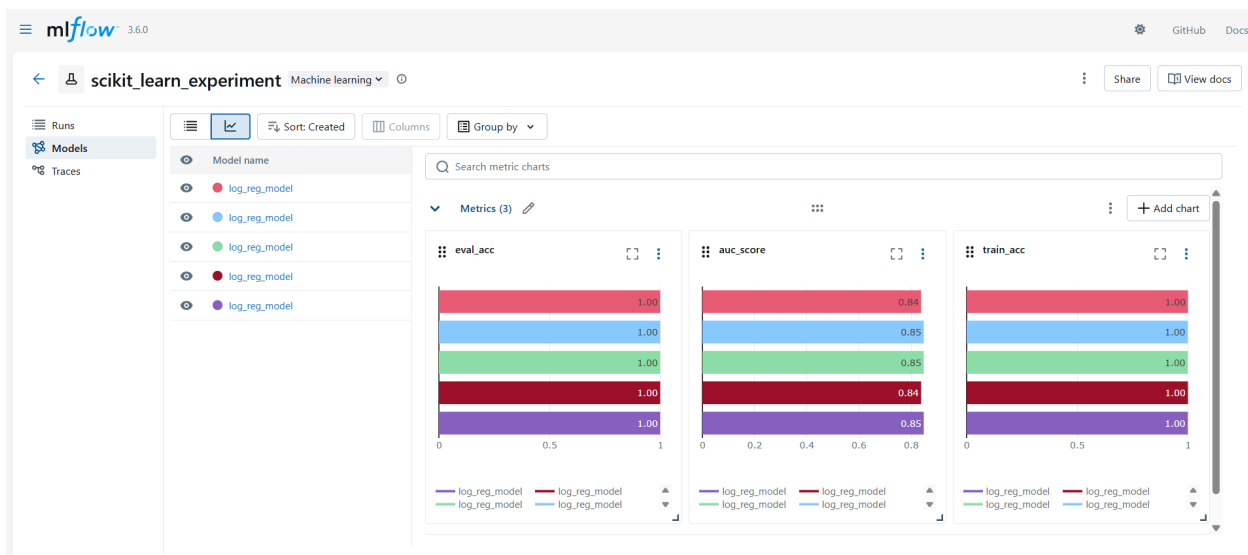 mlflow 3.6.0 GitHub Docs
scikit_learn_experiment Machine learning Share View docs
Runs
Models
Traces
Sort: Created Columns Group by
Model name
log_reg_model
log_reg_model
log_reg_model
log_reg_model
log_reg_model
Search metric charts
Metrics (3) Add chart
eval_acc
1.00
1.00
1.00
1.00
1.00
0 0.5 1
log_reg_model log_reg_model
log_reg_model log_reg_model
auc_score
0.84
0.85
0.85
0.84
0.85
0 0.2 0.4 0.6 0.8
log_reg_model log_reg_model
log_reg_model log_reg_model
train_acc
1.00
1.00
1.00
1.00
1.00
0 0.5 1
log_reg_model log_reg_model
log_reg_model log_reg_model